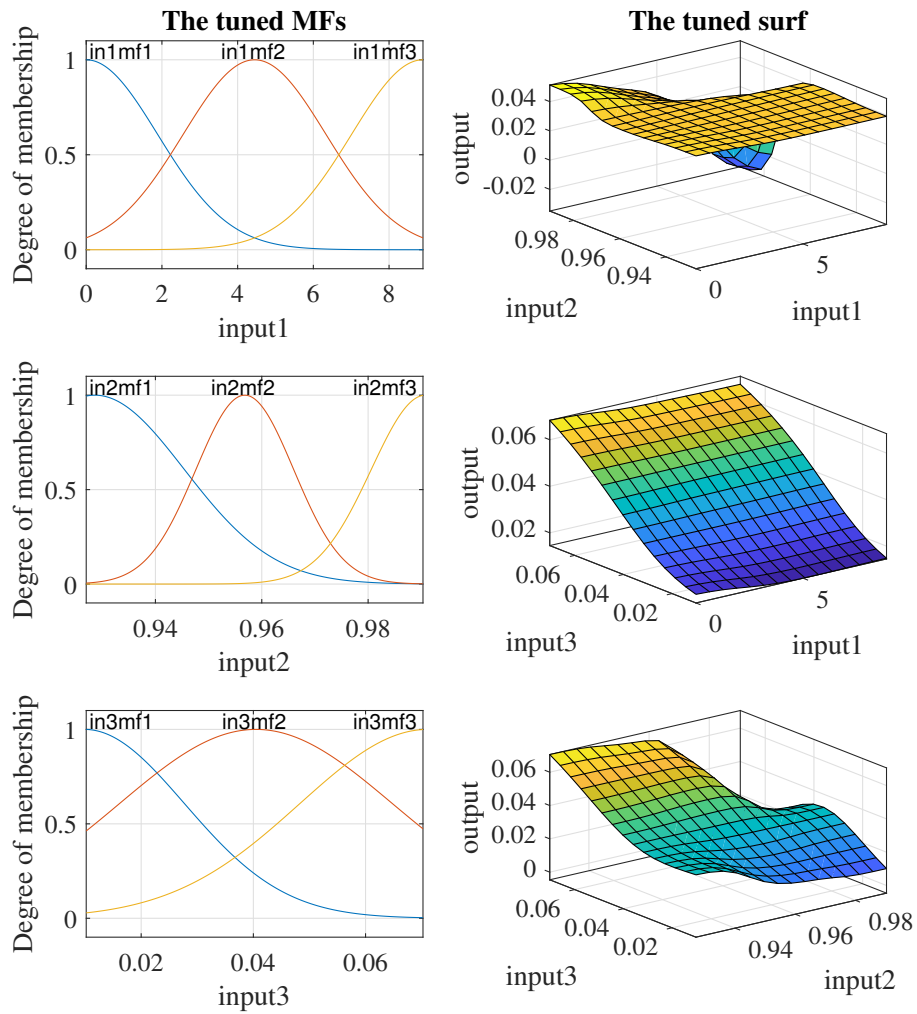 The tuned MFs
in1mf1 in1mf2 in1mf3
1
0.5
0
Degree of membership
0 2 4 6 8
input1
The tuned surf
0.04
0.02
0
-0.02
output
0.98
0.96
0.94
input2
0 5
input1
in2mf1 in2mf2 in2mf3
1
0.5
0
Degree of membership
0.94 0.96 0.98
input2
0.06
0.04
0.02
output
0.06
0.04
0.02
input3
0 5
input1
in3mf1 in3mf2 in3mf3
1
0.5
0
Degree of membership
0.02 0.04 0.06
input3
0.06
0.04
0.02
0
output
0.06
0.04
0.02
input3
0.94 0.96 0.98
input2